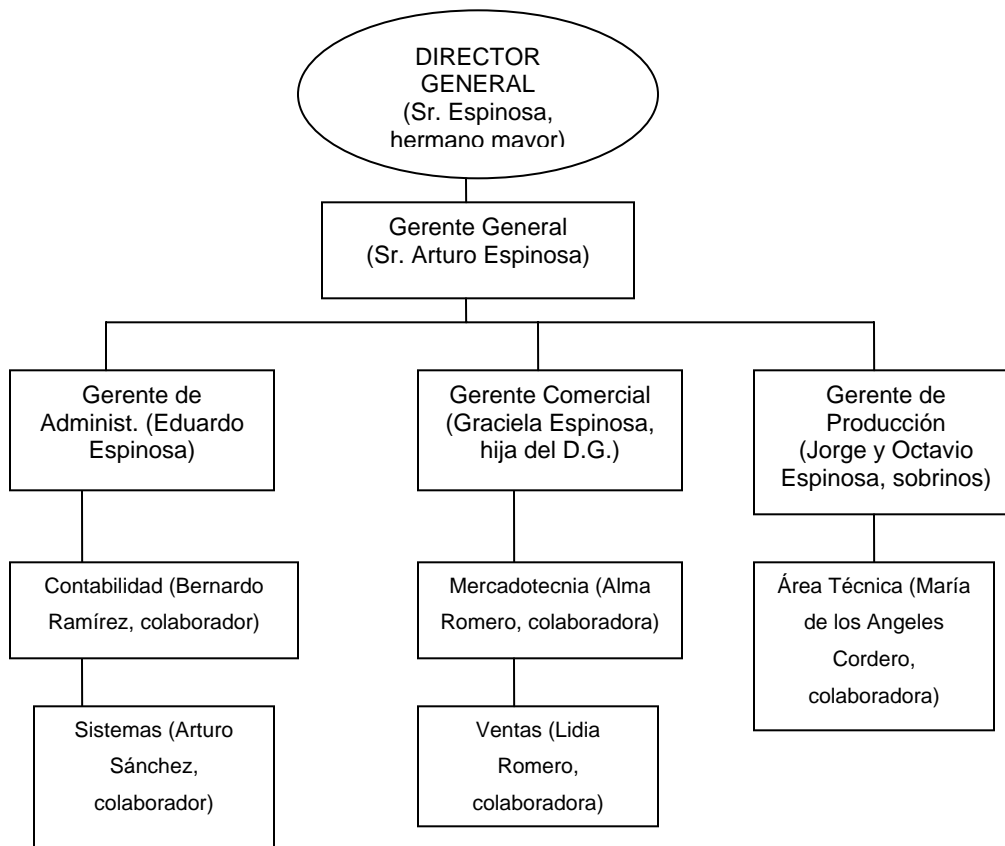 DIRECTOR
GENERAL
(Sr. Espinosa,
hermano mayor)
Gerente General
(Sr. Arturo Espinosa)
Gerente de
Administ. (Eduardo
Espinosa)
Gerente Comercial
(Graciela Espinosa,
hija del D.G.)
Gerente de
Producción
(Jorge y Octavio
Espinosa, sobrinos)
Contabilidad (Bernardo
Ramírez, colaborador)
Mercadotecnia (Alma
Romero, colaboradora)
Área Técnica (María
de los Angeles
Cordero,
colaboradora)
Sistemas (Arturo
Sánchez,
colaborador)
Ventas (Lidia
Romero,
colaboradora)